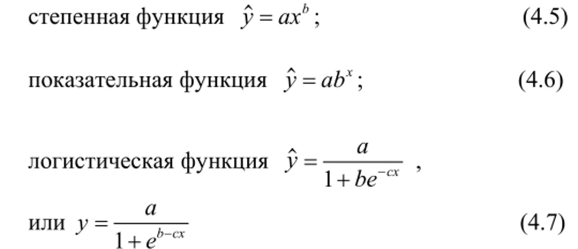 степенная функция ŷ = ax^b ; (4.5)
показательная функция ŷ = ab^x ; (4.6)
логистическая функция ŷ = a / (1 + be^{-cx}) ,
или y = a / (1 + e^{b-cx}) (4.7)